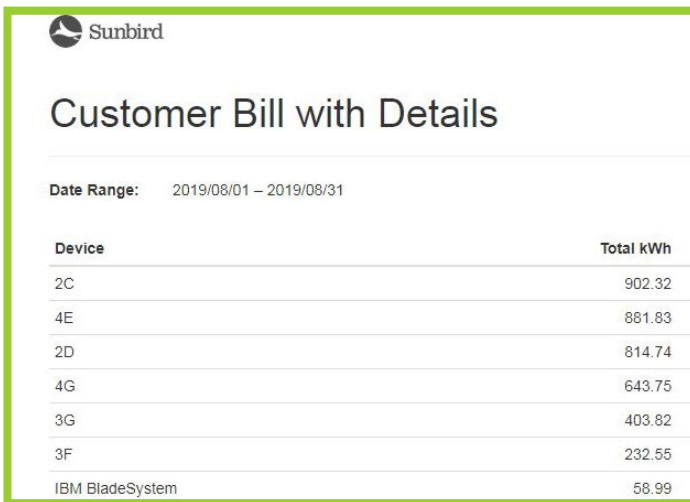 Sunbird
Customer Bill with Details
Date Range: 2019/08/01 – 2019/08/31
Device Total kWh
2C 902.32
4E 881.83
2D 814.74
4G 643.75
3G 403.82
3F 232.55
IBM BladeSystem 58.99